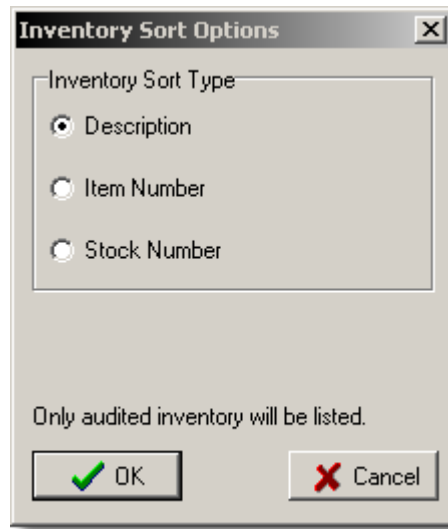 Inventory Sort Options
Inventory Sort Type
Description
Item Number
Stock Number
Only audited inventory will be listed.
OK
Cancel